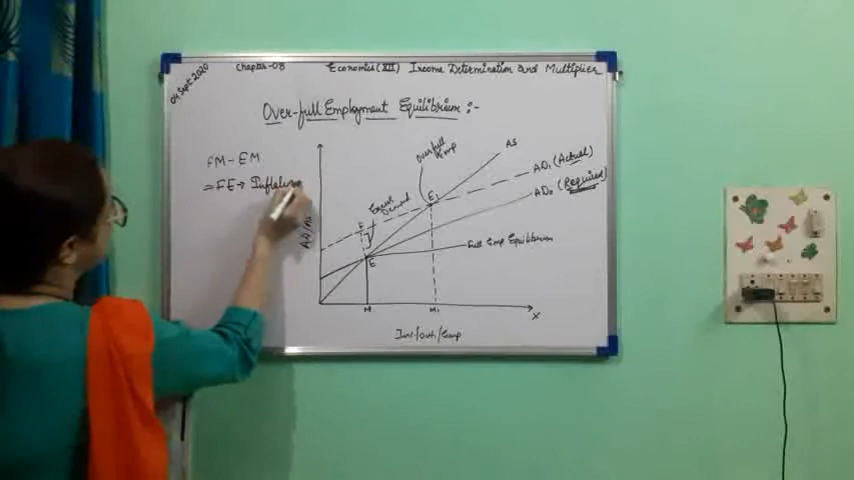 04 Sept 2020
Chapter-08
Economics (XII) Income Determination and Multiplier
Over-full Employment Equilibrium :-
FM - EM
= FE →
Over full Emp
AS
AD₁ (Actual)
AD₀ (Required)
Excess Demand
F
E₁
E
Full Emp Equilibrium
M
M₁
X
Inc/out/Emp